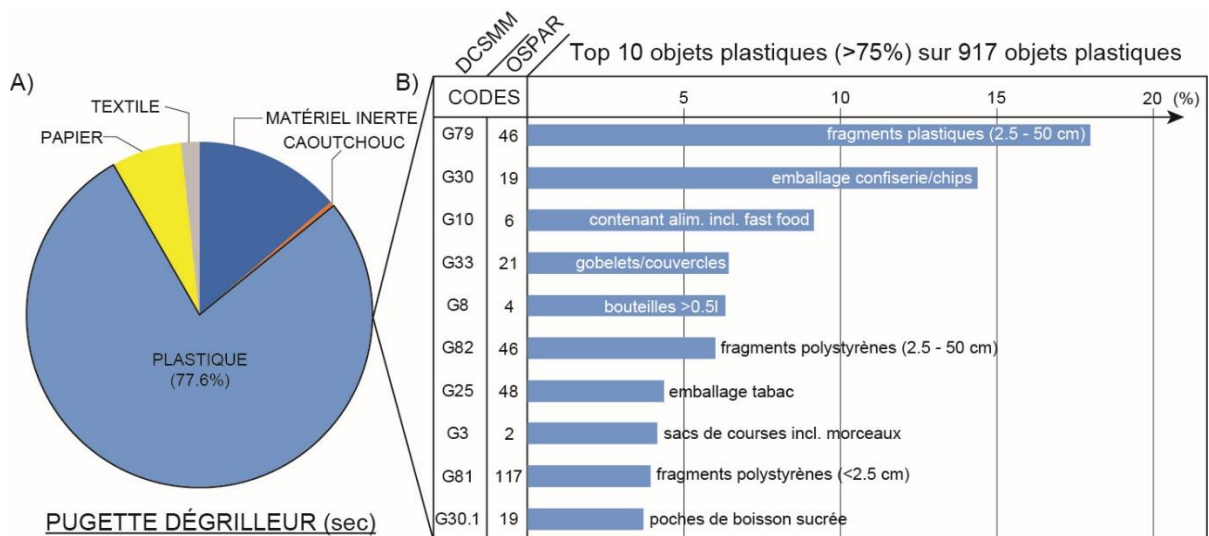 DCSMM
OSPAR
Top 10 objets plastiques (>75%) sur 917 objets plastiques
A)
B)
TEXTILE
PAPIER
MATÉRIEL INERTE
CAOUTCHOUC
PLASTIQUE
(77.6%)
PUGETTE DÉGRILLEUR (sec)
CODES
5 10 15 20 (%)
G79 46 fragments plastiques (2.5 - 50 cm)
G30 19 emballage confiserie/chips
G10 6 contenant alim. incl. fast food
G33 21 gobelets/couvercles
G8 4 bouteilles >0.5l
G82 46 fragments polystyrènes (2.5 - 50 cm)
G25 48 emballage tabac
G3 2 sacs de courses incl. morceaux
G81 117 fragments polystyrènes (<2.5 cm)
G30.1 19 poches de boisson sucrée